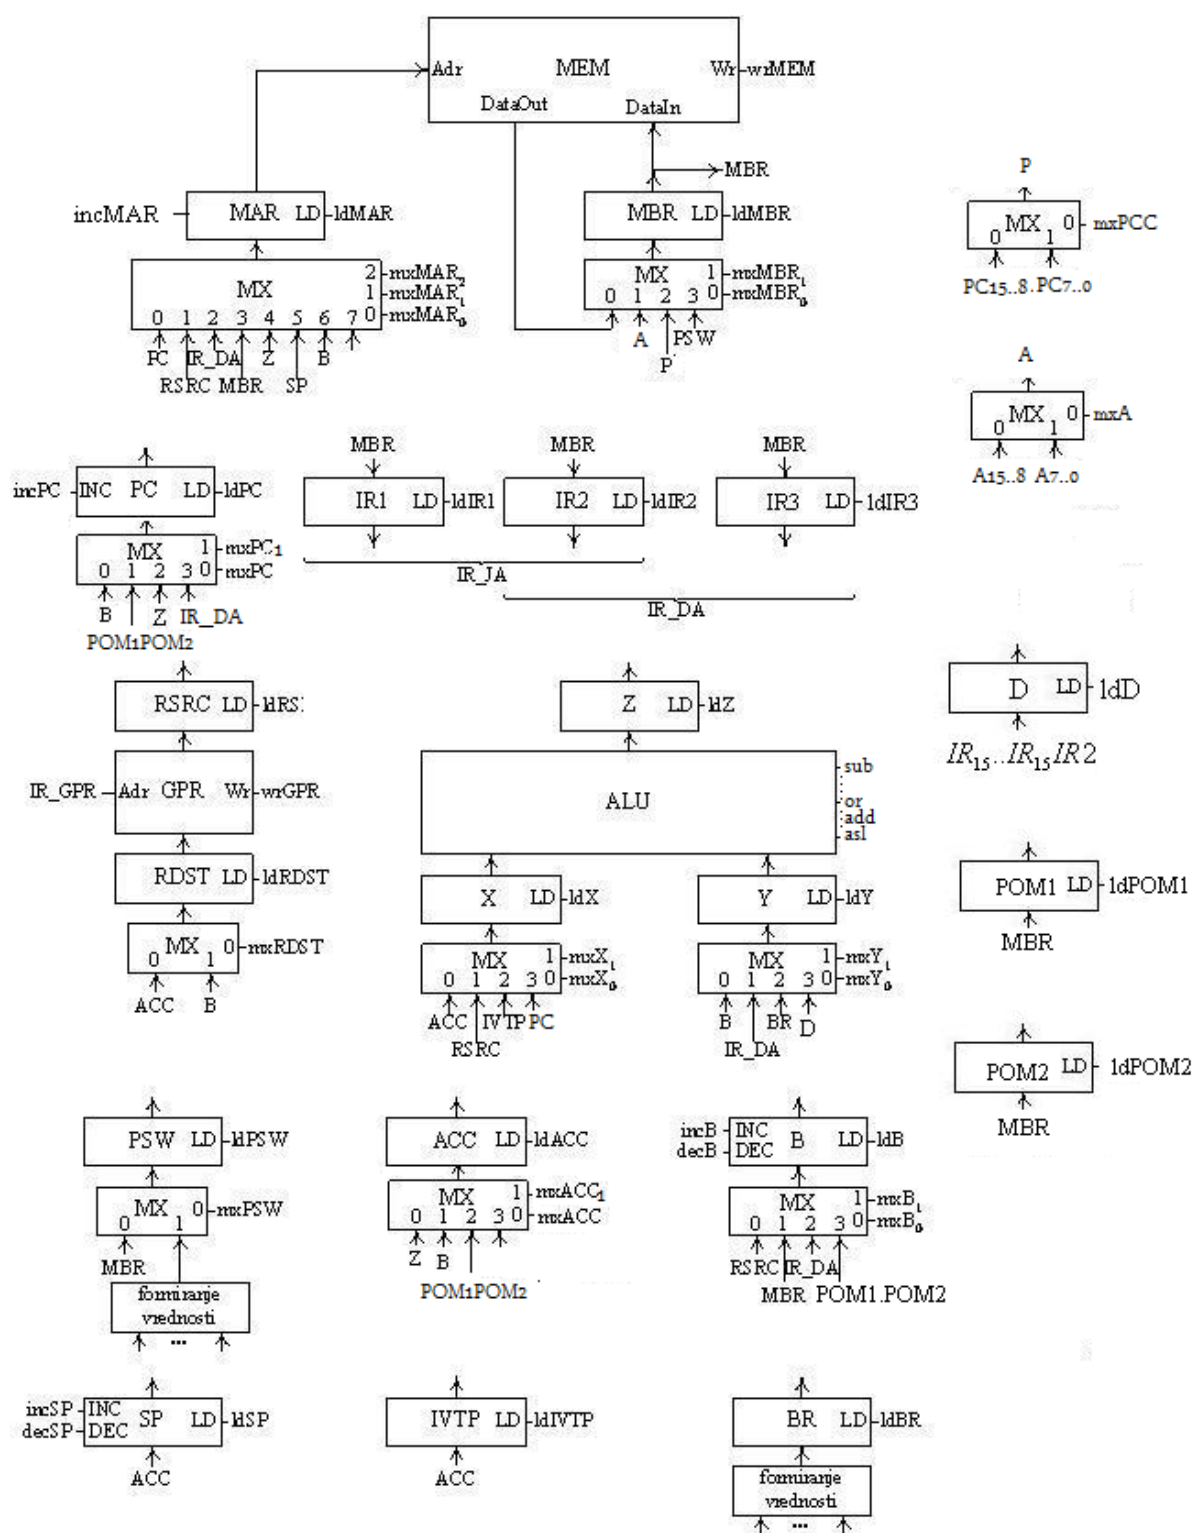 MEM
Adr
Wr
wrMEM
DataOut
DataIn
MBR
incMAR
MAR
LD
ldMAR
MBR
LD
ldMBR
MX
2
1
0
mxMAR₂
mxMAR₁
mxMAR₀
0 1 2 3 4 5 6 7
PC
IR_DA
Z
B
RSRC
MBR
SP
MX
1
0
mxMBR₁
mxMBR₀
0 1 2 3
A
P
PSW
P
MX
0
0 1
mxPCC
PC15..8
PC7..0
A
MX
0
0 1
mxA
A15..8
A7..0
incPC
INC
PC
LD
ldPC
MX
1
0
mxPC1
mxPC
0 1 2 3
B
Z
IR_DA
POM1POM2
MBR
IR1
LD
ldIR1
MBR
IR2
LD
ldIR2
MBR
IR3
LD
ldIR3
IR_JA
IR_DA
RSRC
LD
IR_GPR
Adr
GPR
Wr
wrGPR
RDST
LD
ldRDST
MX
0
0 1
mxRDST
ACC
B
Z
LD
ldZ
ALU
sub
or
add
asl
X
LD
ldX
MX
1
0
mxX₁
mxX₀
0 1 2 3
ACC
IVTP
PC
RSRC
Y
LD
ldY
MX
1
0
mxY₁
mxY₀
0 1 2 3
B
BR
D
IR_DA
D
LD
ldD
IR₁₅..IR₁₅IR2
POM1
LD
ldPOM1
MBR
POM2
LD
ldPOM2
MBR
PSW
LD
ldPSW
MX
0
0 1
mxPSW
MBR
formiranje
vrednosti
...
ACC
LD
ldACC
MX
1
0
mxACC1
mxACC
0 1 2 3
Z
B
POM1POM2
incB
decB
INC
DEC
B
LD
ldB
MX
1
0
mxB₁
mxB₀
0 1 2 3
RSRC
IR_DA
MBR
POM1.POM2
incSP
decSP
INC
DEC
SP
LD
ldSP
ACC
IVTP
LD
ldIVTP
ACC
BR
LD
ldBR
formiranje
vrednosti
...